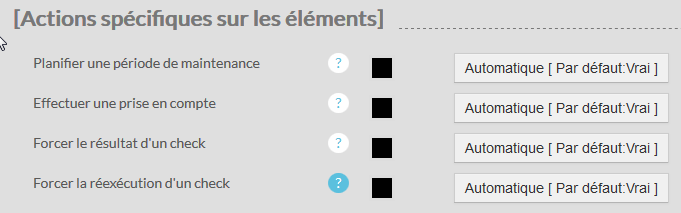 [Actions spécifiques sur les éléments]
Planifier une période de maintenance ? Automatique [ Par défaut:Vrai ]
Effectuer une prise en compte ? Automatique [ Par défaut:Vrai ]
Forcer le résultat d'un check ? Automatique [ Par défaut:Vrai ]
Forcer la réexécution d'un check ? Automatique [ Par défaut:Vrai ]